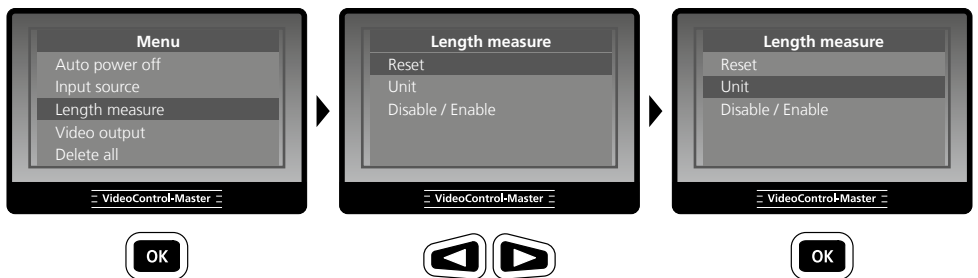 Menu
Auto power off
Input source
Length measure
Video output
Delete all
VideoControl-Master
OK
Length measure
Reset
Unit
Disable / Enable
VideoControl-Master
Length measure
Reset
Unit
Disable / Enable
VideoControl-Master
OK